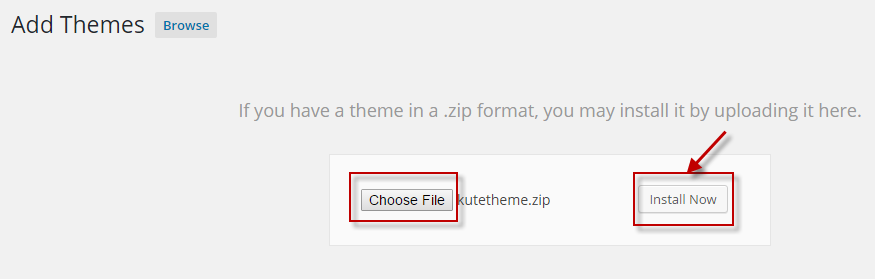 Add Themes Browse
If you have a theme in a .zip format, you may install it by uploading it here.
Choose File kutetheme.zip Install Now